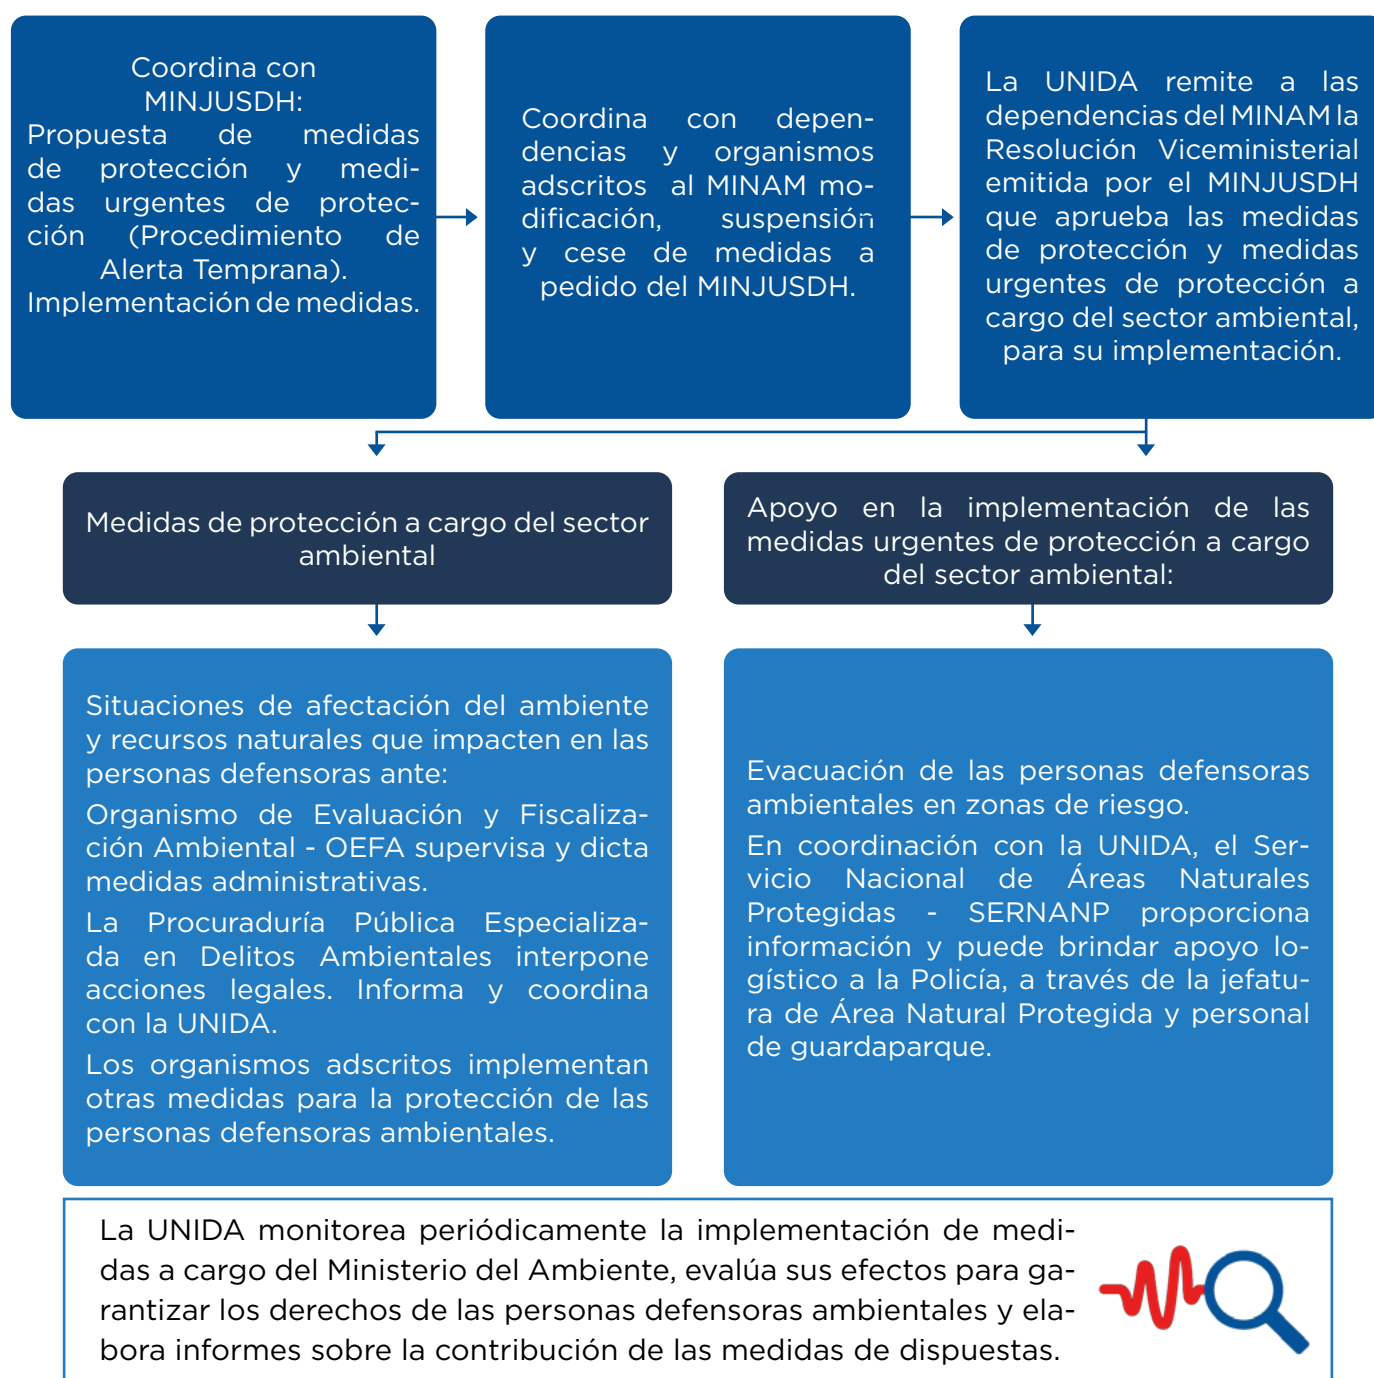 Coordina con
MINJUSDH:
Propuesta de medidas
de protección y medi-
das urgentes de protec-
ción (Procedimiento de
Alerta Temprana).
Implementación de medidas.
Coordina con depen-
dencias y organismos
adscritos al MINAM mo-
dificación, suspensión
y cese de medidas a
pedido del MINJUSDH.
La UNIDA remite a las
dependencias del MINAM la
Resolución Viceministerial
emitida por el MINJUSDH
que aprueba las medidas
de protección y medidas
urgentes de protección a
cargo del sector ambiental,
para su implementación.
Medidas de protección a cargo del sector
ambiental
Apoyo en la implementación de las
medidas urgentes de protección a cargo
del sector ambiental:
Situaciones de afectación del ambiente
y recursos naturales que impacten en las
personas defensoras ante:
Organismo de Evaluación y Fiscaliza-
ción Ambiental - OEFA supervisa y dicta
medidas administrativas.
La Procuraduría Pública Especializa-
da en Delitos Ambientales interpone
acciones legales. Informa y coordina
con la UNIDA.
Los organismos adscritos implementan
otras medidas para la protección de las
personas defensoras ambientales.
Evacuación de las personas defensoras
ambientales en zonas de riesgo.
En coordinación con la UNIDA, el Ser-
vicio Nacional de Áreas Naturales
Protegidas - SERNANP proporciona
información y puede brindar apoyo lo-
gístico a la Policía, a través de la jefatu-
ra de Área Natural Protegida y personal
de guardaparque.
La UNIDA monitorea periódicamente la implementación de medi-
das a cargo del Ministerio del Ambiente, evalúa sus efectos para ga-
rantizar los derechos de las personas defensoras ambientales y ela-
bora informes sobre la contribución de las medidas de dispuestas.